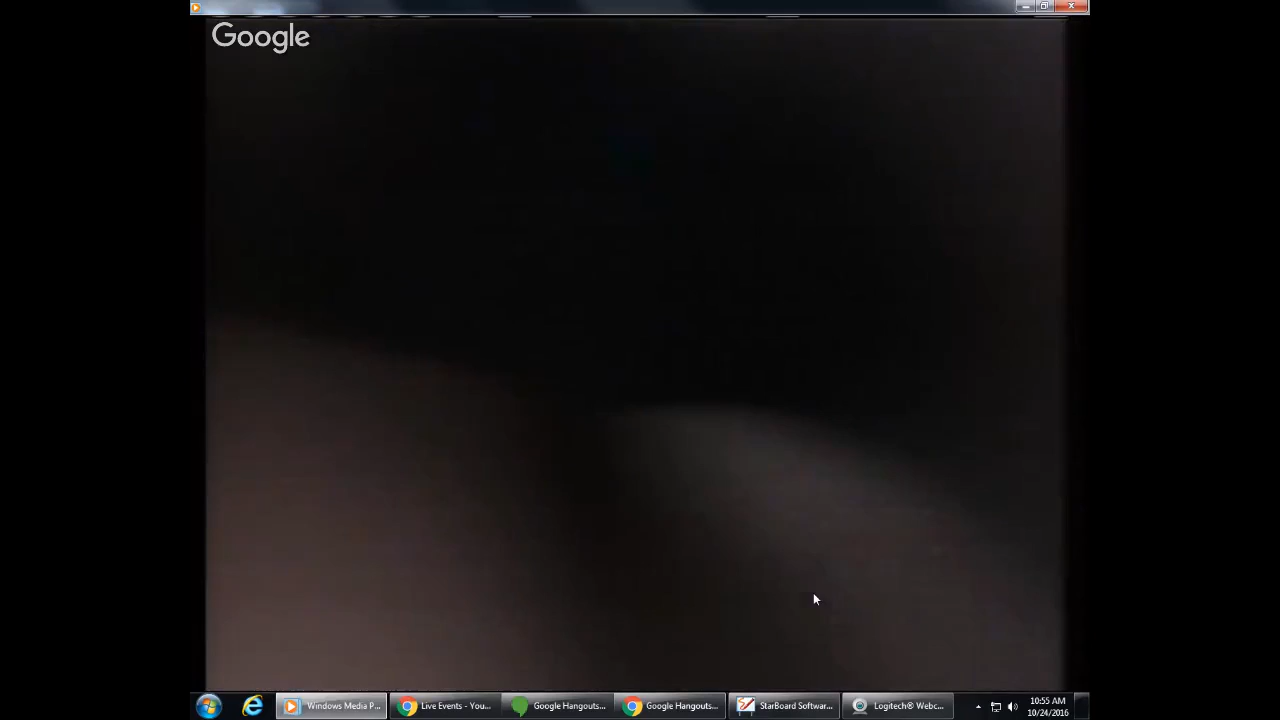 Google
Windows Media P...
Live Events - You...
Google Hangouts...
Google Hangouts...
StarBoard Softwar...
Logitech® Webc...
10:55 AM
10/24/2016